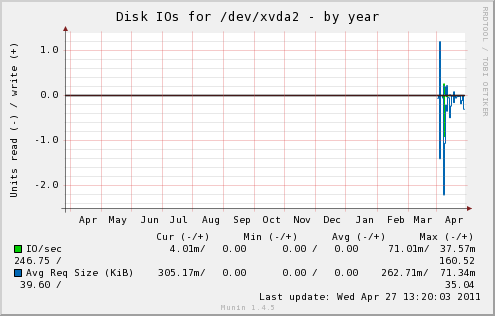 Disk IOs for /dev/xvda2 - by year
RRDTOOL / TOBI OETIKER
Units read (-) / write (+)
1.0
0.0
-1.0
-2.0
Apr May Jun Jul Aug Sep Oct Nov Dec Jan Feb Mar Apr
Cur (-/+) Min (-/+) Avg (-/+) Max (-/+)
IO/sec 4.01m/ 0.00 0.00 / 0.00 71.01m/ 37.57m
246.75 / 160.52
Avg Req Size (KiB) 305.17m/ 0.00 0.00 / 0.00 262.71m/ 71.34m
39.60 / 35.04
Last update: Wed Apr 27 13:20:03 2011
Munin 1.4.5